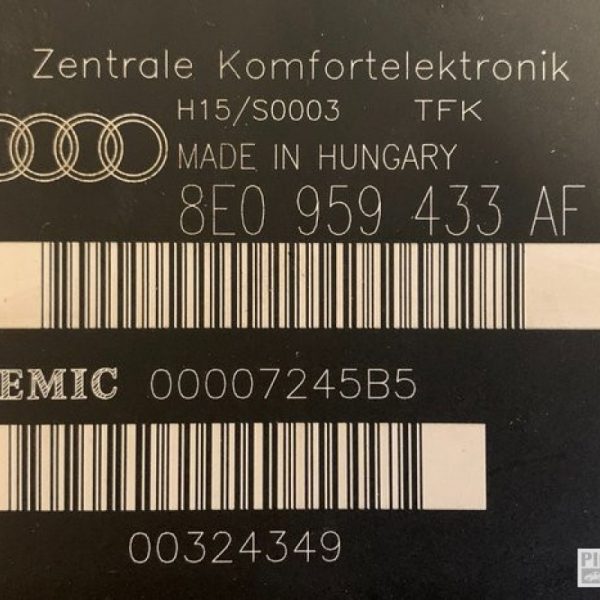 Zentrale Komfortelektronik
H15/S0003 TFK
MADE IN HUNGARY
8E0 959 433 AF
EMIC 00007245B5
00324349